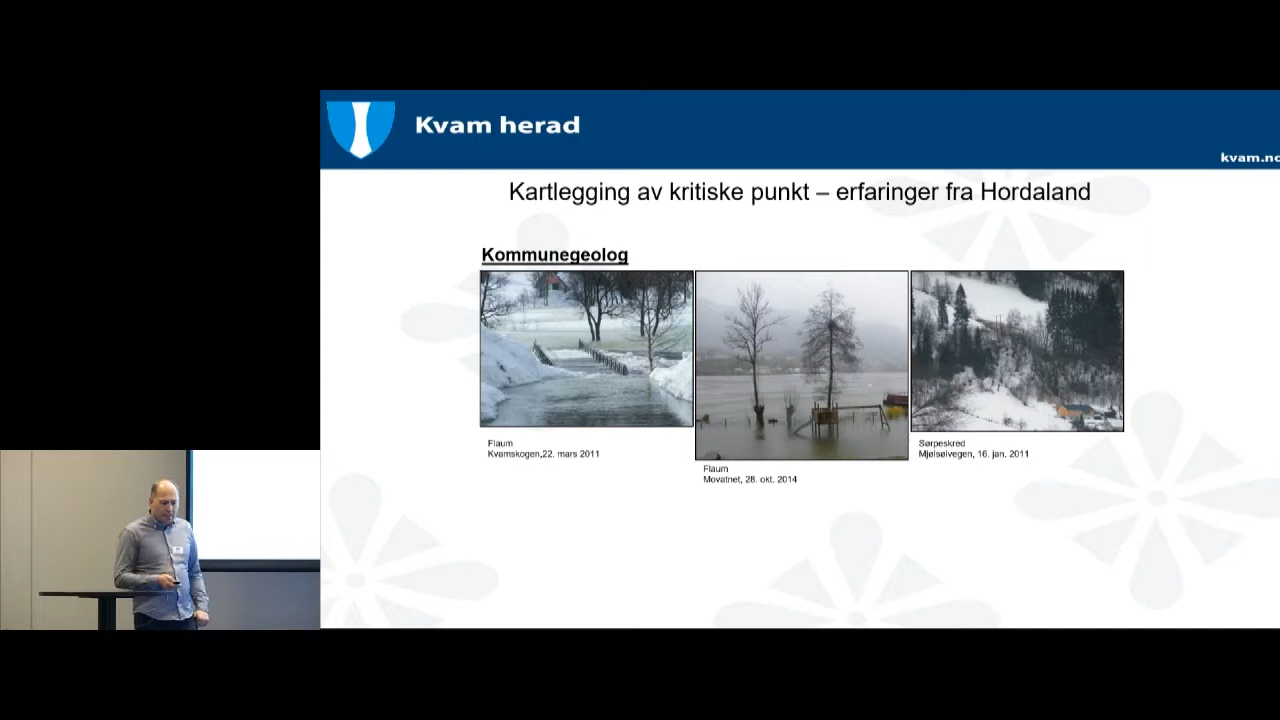 Kvam herad
kvam.no
Kartlegging av kritiske punkt – erfaringer fra Hordaland
Kommunegeolog
Flaum
Kvamskogen,22. mars 2011
Flaum
Movatnet, 28. okt. 2014
Sørpeskred
Mjølsølvegen, 16. jan. 2011